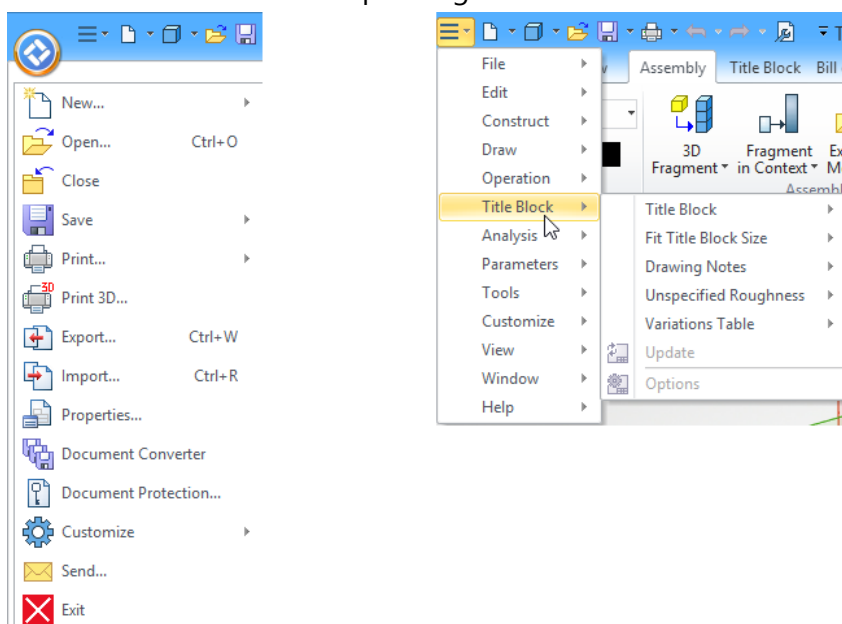 New...
Open... Ctrl+O
Close
Save
Print...
3D
Print 3D...
Export... Ctrl+W
Import... Ctrl+R
Properties...
Document Converter
Document Protection...
Customize
Send...
Exit
File
Edit
Construct
Draw
Operation
Title Block
Analysis
Parameters
Tools
Customize
View
Window
Help
Assembly Title Block Bill
3D Fragment
Fragment in Context
Title Block
Fit Title Block Size
Drawing Notes
Unspecified Roughness
Variations Table
Update
Options